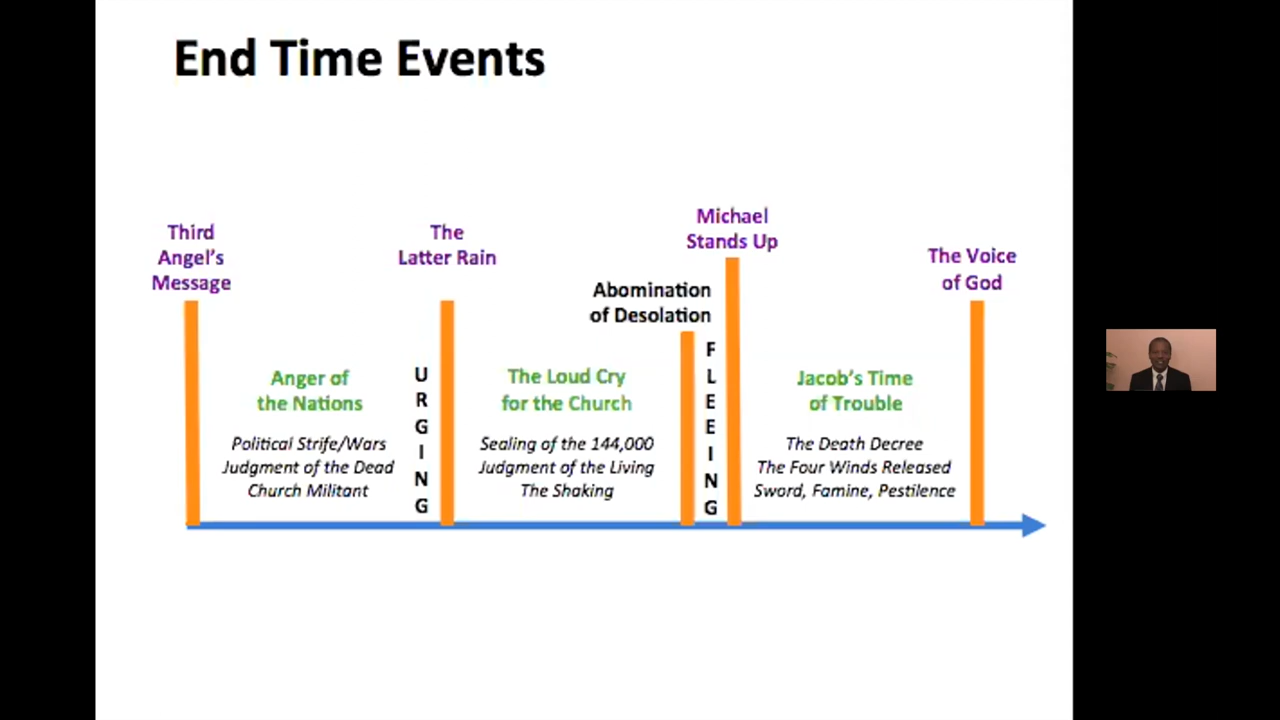 End Time Events
Third
Angel's
Message
The
Latter Rain
Michael
Stands Up
The Voice
of God
Abomination
of Desolation
Anger of
the Nations
Political Strife/Wars
Judgment of the Dead
Church Militant
URGING
The Loud Cry
for the Church
Sealing of the 144,000
Judgment of the Living
The Shaking
FLEEING
Jacob's Time
of Trouble
The Death Decree
The Four Winds Released
Sword, Famine, Pestilence